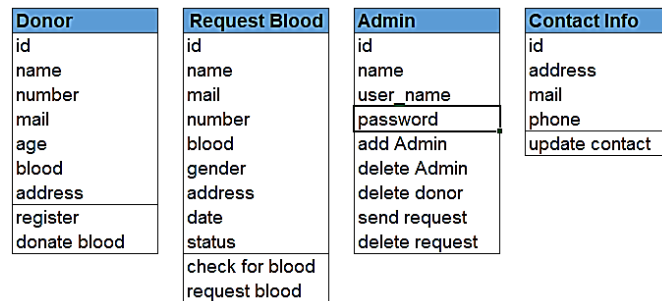 Donor
id
name
number
mail
age
blood
address
register
donate blood
Request Blood
id
name
mail
number
blood
gender
address
date
status
check for blood
request blood
Admin
id
name
user_name
password
add Admin
delete Admin
delete donor
send request
delete request
Contact Info
id
address
mail
phone
update contact